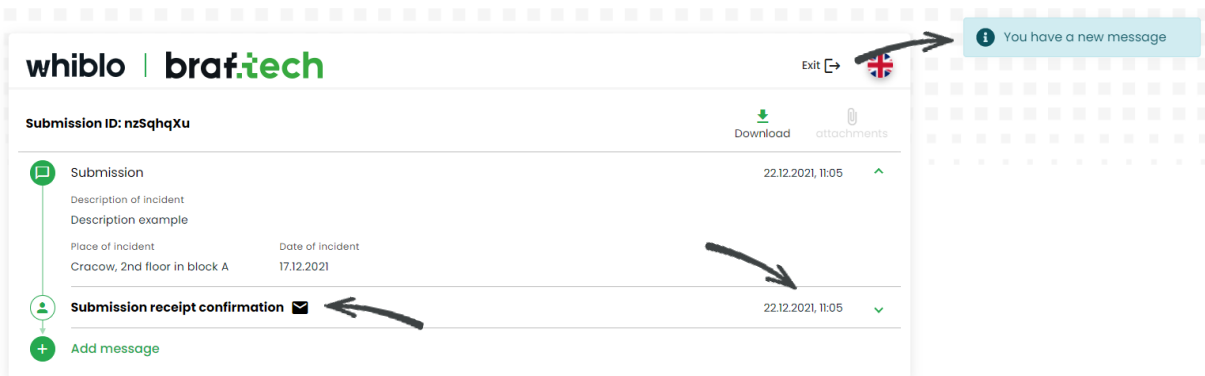 You have a new message
whiblo | braf.tech
Exit
Submission ID: nzSqhqXu
Download
attachments
Submission
22.12.2021, 11:05
Description of incident
Description example
Place of incident
Date of incident
Cracow, 2nd floor in block A
17.12.2021
Submission receipt confirmation
22.12.2021, 11:05
Add message